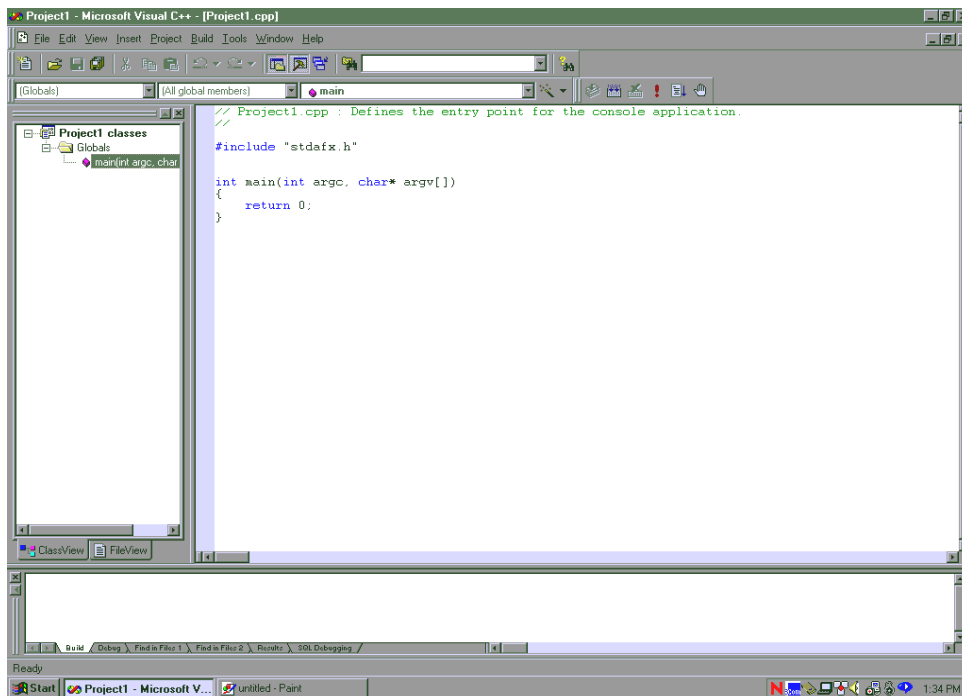 Project1 - Microsoft Visual C++ - [Project1.cpp]
File Edit View Insert Project Build Tools Window Help
(Globals) (All global members) main
// Project1.cpp : Defines the entry point for the console application.
//
#include "stdafx.h"
int main(int argc, char* argv[])
{
return 0;
}
Project1 classes
Globals
main(int argc, char
ClassView FileView
Build Debug Find in Files 1 Find in Files 2 Results SQL Debugging
Ready
Start Project1 - Microsoft V... untitled - Paint 1:34 PM